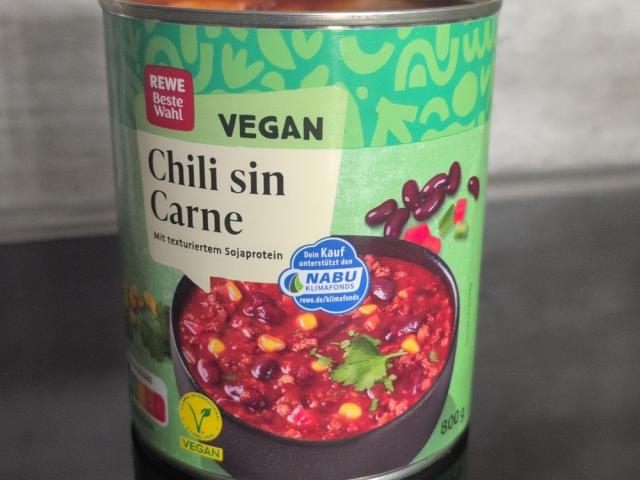 REWE
Beste
Wahl
VEGAN
Chili sin
Carne
Mit texturiertem Sojaprotein
Dein Kauf
unterstützt den
NABU
KLIMAFONDS
rewe.de/klimafonds
VEGAN
800g